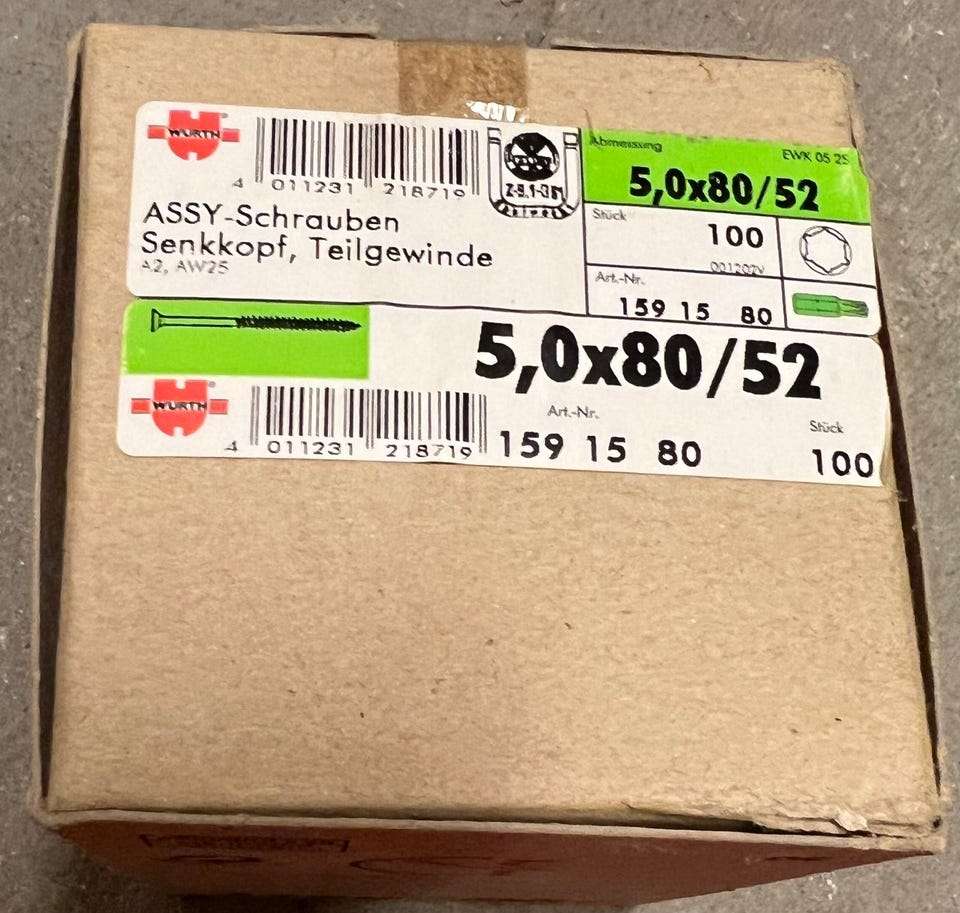 WÜRTH
4 011231 218719
ASSY-Schrauben
Senkkopf, Teilgewinde
A2, AW25
Abmessung
EWK 05 25
5,0x80/52
Stück
100
Art.-Nr.
159 15 80
5,0x80/52
WÜRTH
4 011231 218719
Art.-Nr.
159 15 80
Stück
100